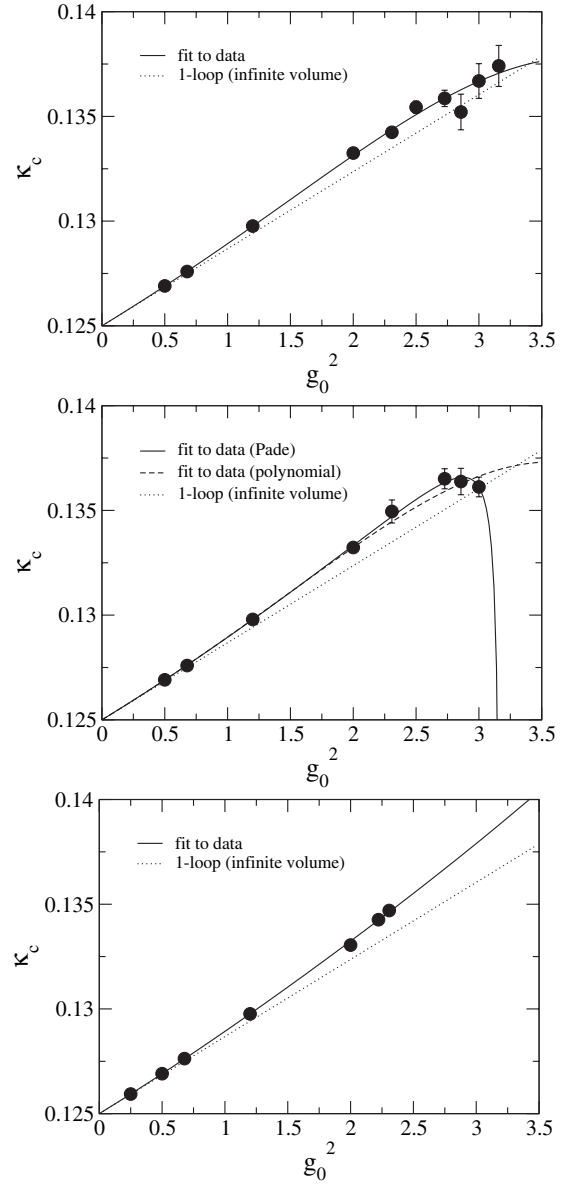 0.14
fit to data
1-loop (infinite volume)
0.135
κc
0.13
0.125
0 0.5 1 1.5 2 2.5 3 3.5
g0^2
0.14
fit to data (Pade)
fit to data (polynomial)
1-loop (infinite volume)
0.135
κc
0.13
0.125
0 0.5 1 1.5 2 2.5 3 3.5
g0^2
0.14
fit to data
1-loop (infinite volume)
0.135
κc
0.13
0.125
0 0.5 1 1.5 2 2.5 3 3.5
g0^2